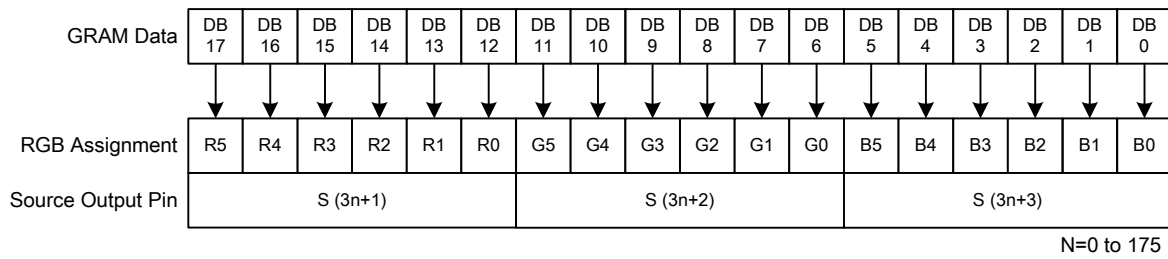 GRAM Data DB 17 DB 16 DB 15 DB 14 DB 13 DB 12 DB 11 DB 10 DB 9 DB 8 DB 7 DB 6 DB 5 DB 4 DB 3 DB 2 DB 1 DB 0
RGB Assignment R5 R4 R3 R2 R1 R0 G5 G4 G3 G2 G1 G0 B5 B4 B3 B2 B1 B0
Source Output Pin S (3n+1) S (3n+2) S (3n+3)
N=0 to 175